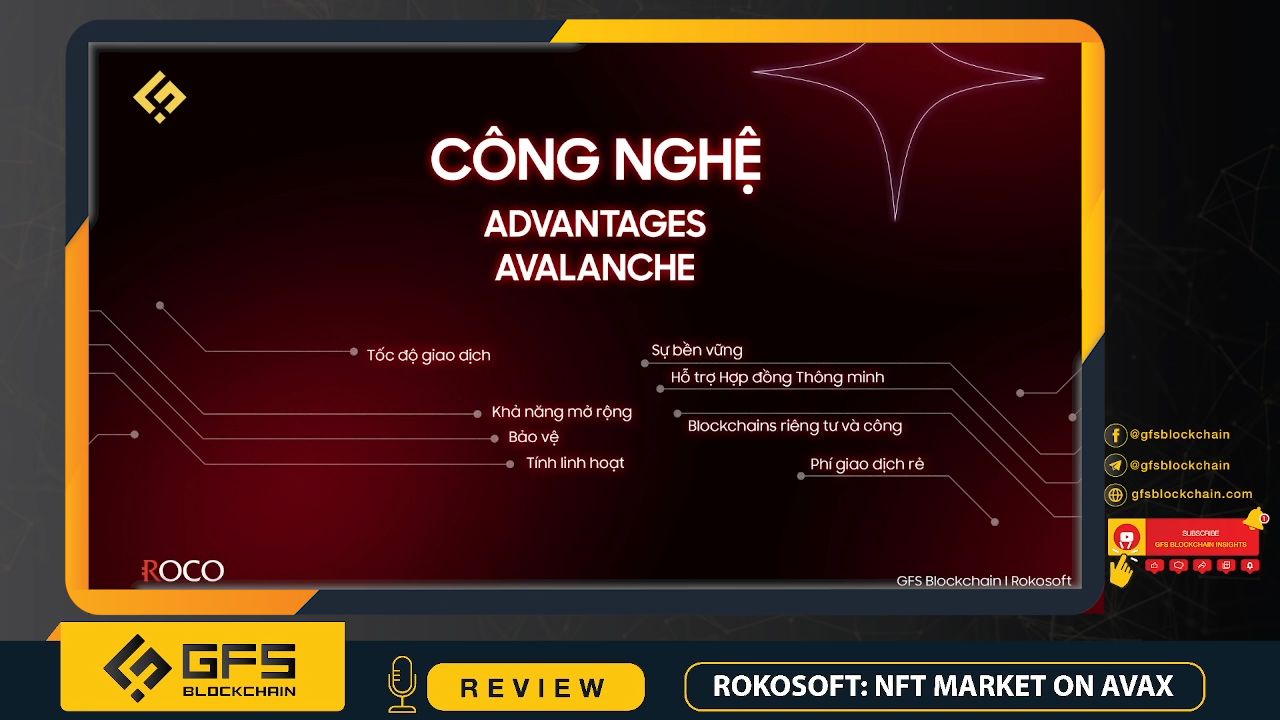 CÔNG NGHỆ
ADVANTAGES
AVALANCHE
Tốc độ giao dịch
Khả năng mở rộng
Bảo vệ
Tính linh hoạt
Sự bền vững
Hỗ trợ Hợp đồng Thông minh
Blockchains riêng tư và công
Phí giao dịch rẻ
ROCO
GFS Blockchain I Rokosoft
@gfsblockchain
@gfsblockchain
gfsblockchain.com
SUBSCRIBE
GFS BLOCKCHAIN INSIGHTS
1
GFS
BLOCKCHAIN
REVIEW
ROKOSOFT: NFT MARKET ON AVAX